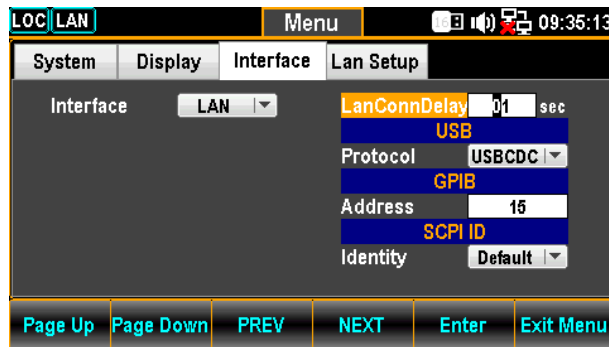 LOC LAN Menu 16 09:35:13
System Display Interface Lan Setup
Interface LAN LanConnDelay 01 sec
USB
Protocol USBCDC
GPIB
Address 15
SCPI ID
Identity Default
Page Up Page Down PREV NEXT Enter Exit Menu